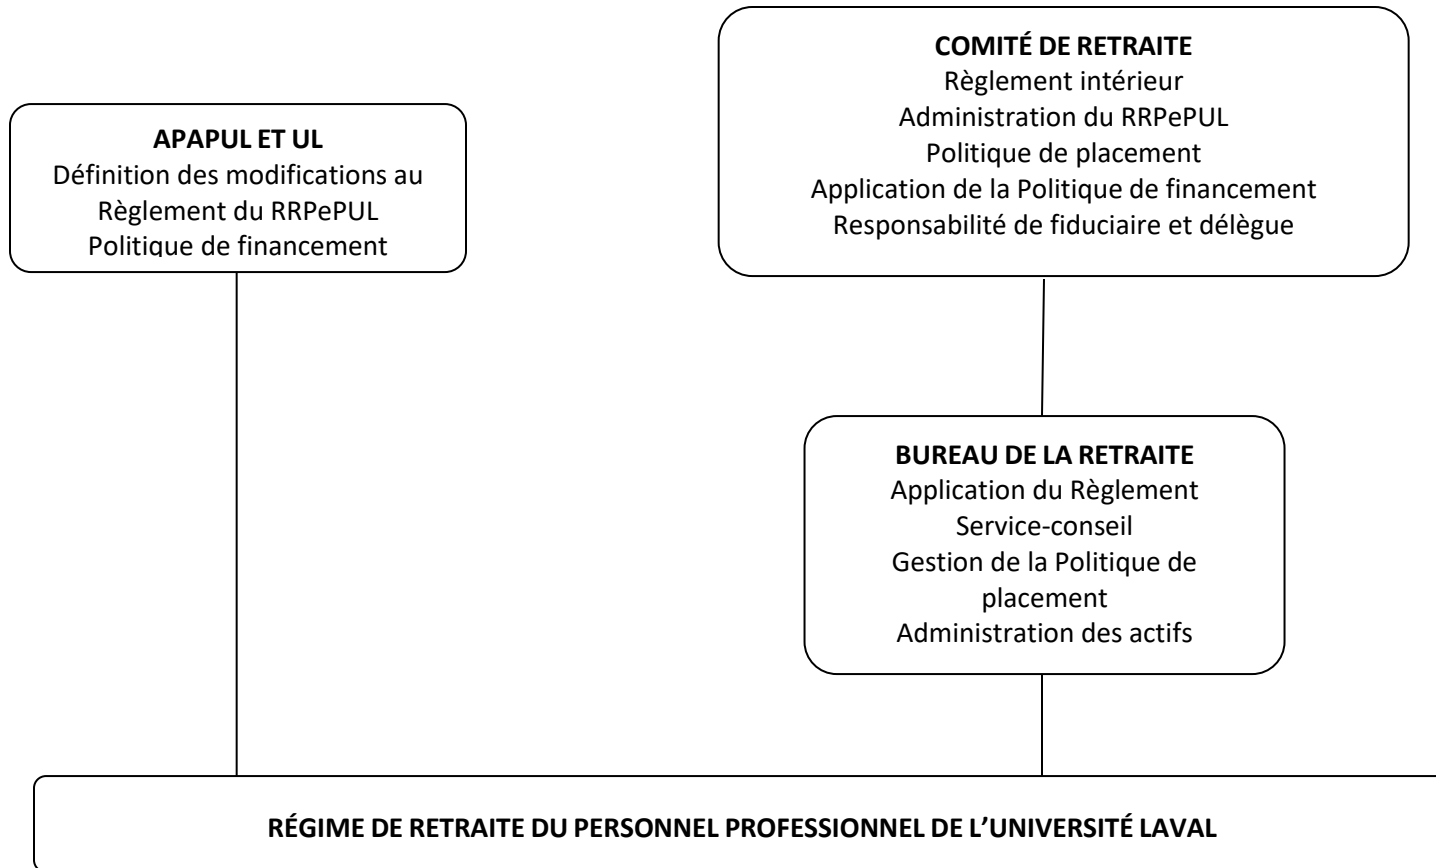 APAPUL ET UL
Définition des modifications au
Règlement du RRPePUL
Politique de financement
COMITÉ DE RETRAITE
Règlement intérieur
Administration du RRPePUL
Politique de placement
Application de la Politique de financement
Responsabilité de fiduciaire et délègue
BUREAU DE LA RETRAITE
Application du Règlement
Service-conseil
Gestion de la Politique de
placement
Administration des actifs
RÉGIME DE RETRAITE DU PERSONNEL PROFESSIONNEL DE L’UNIVERSITÉ LAVAL